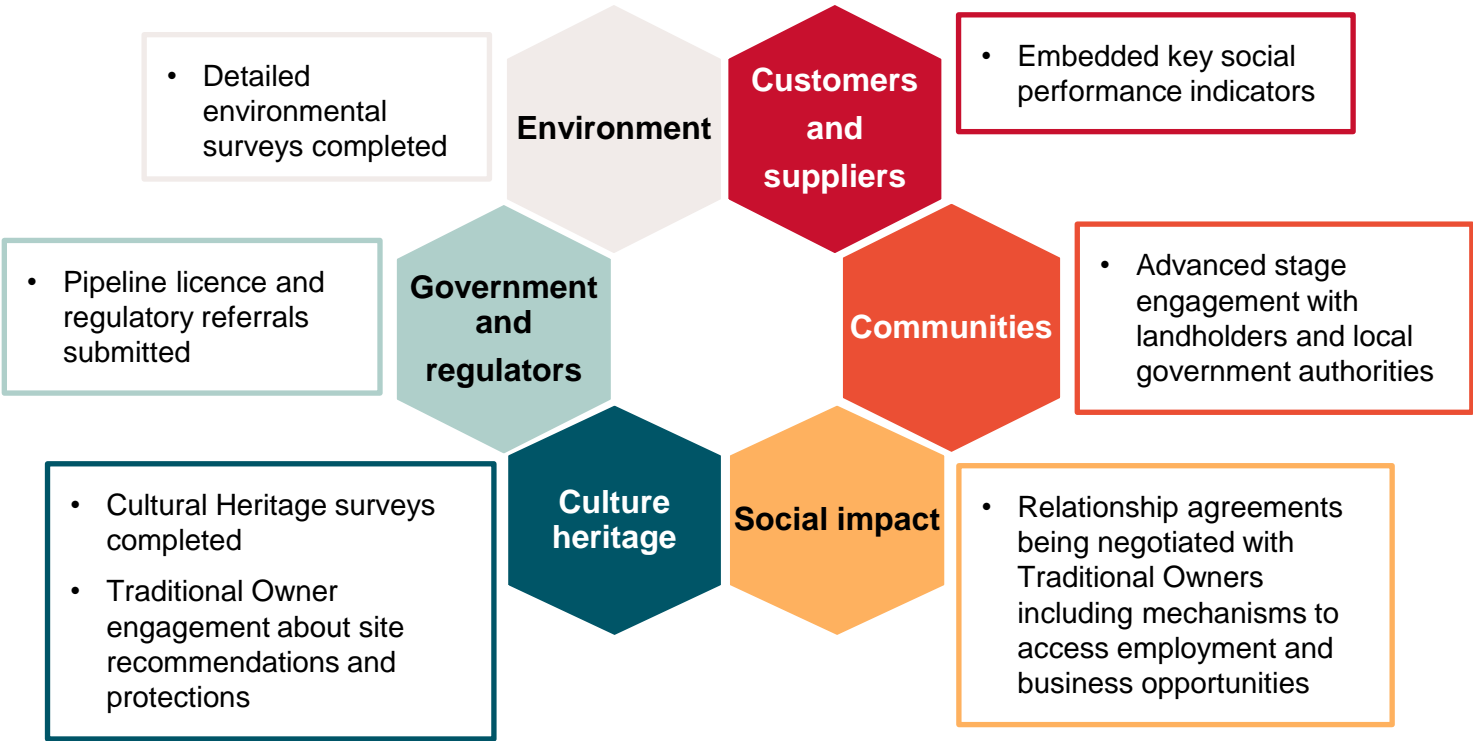 • Detailed
environmental
surveys completed
Environment
Customers
and
suppliers
• Embedded key social
performance indicators
• Pipeline licence and
regulatory referrals
submitted
Government
and
regulators
Communities
• Advanced stage
engagement with
landholders and local
government authorities
• Cultural Heritage surveys
completed
• Traditional Owner
engagement about site
recommendations and
protections
Culture
heritage
Social impact
• Relationship agreements
being negotiated with
Traditional Owners
including mechanisms to
access employment and
business opportunities